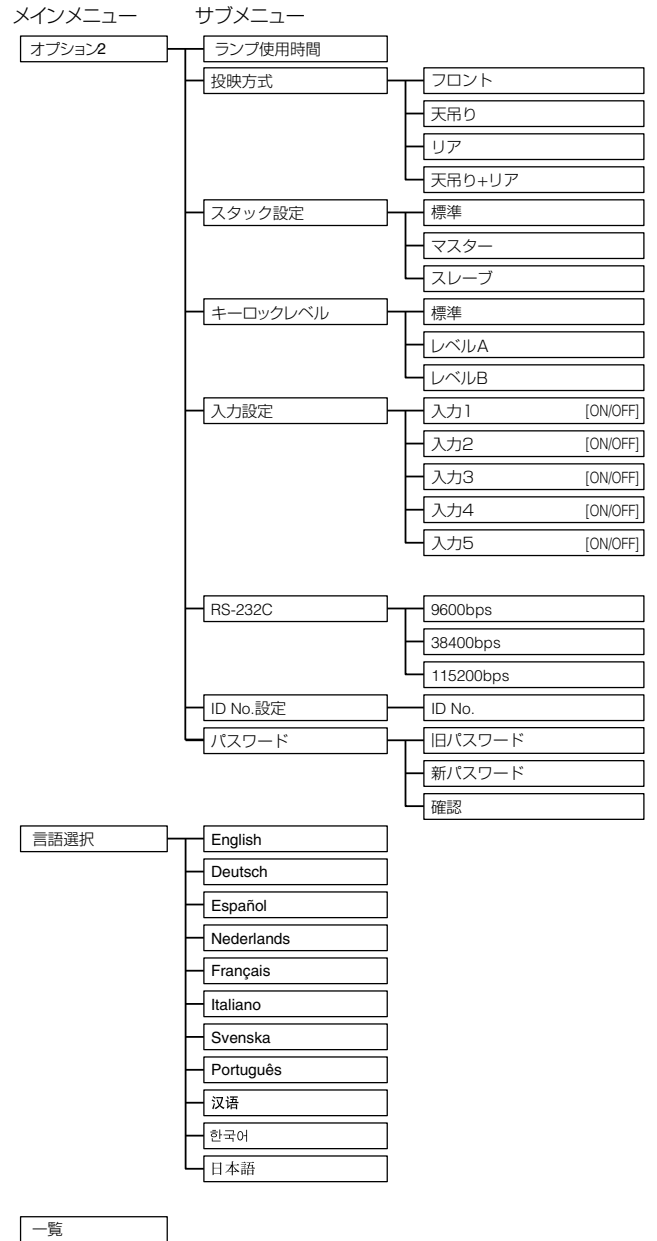 メインメニュー サブメニュー
オプション2 ランプ使用時間
投映方式 フロント
天吊り
リア
天吊り+リア
スタック設定 標準
マスター
スレーブ
キーロックレベル 標準
レベルA
レベルB
入力設定 入力1 [ON/OFF]
入力2 [ON/OFF]
入力3 [ON/OFF]
入力4 [ON/OFF]
入力5 [ON/OFF]
RS-232C 9600bps
38400bps
115200bps
ID No.設定 ID No.
パスワード 旧パスワード
新パスワード
確認
言語選択 English
Deutsch
Español
Nederlands
Français
Italiano
Svenska
Português
汉语
한국어
日本語
一覧